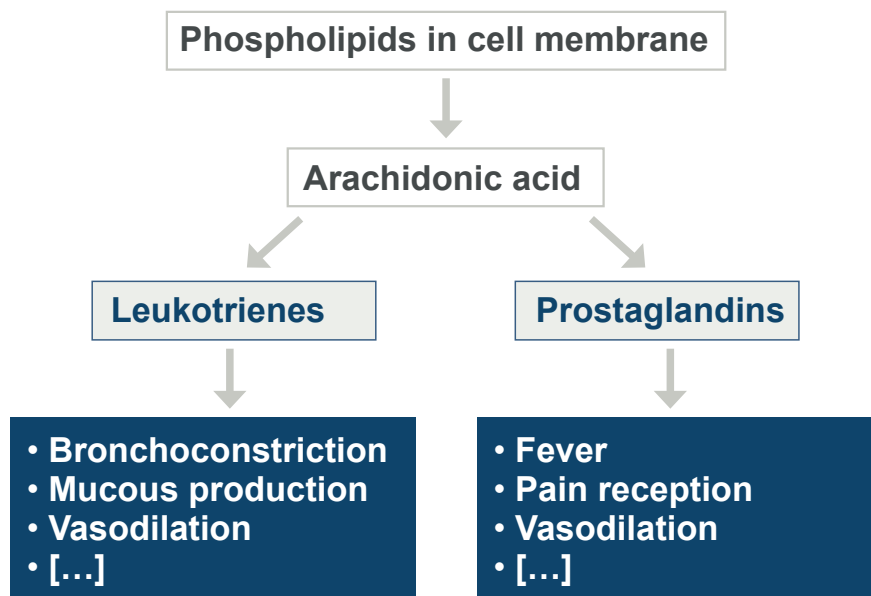 Phospholipids in cell membrane
Arachidonic acid
Leukotrienes
Prostaglandins
• Bronchoconstriction
• Mucous production
• Vasodilation
• […]
• Fever
• Pain reception
• Vasodilation
• […]